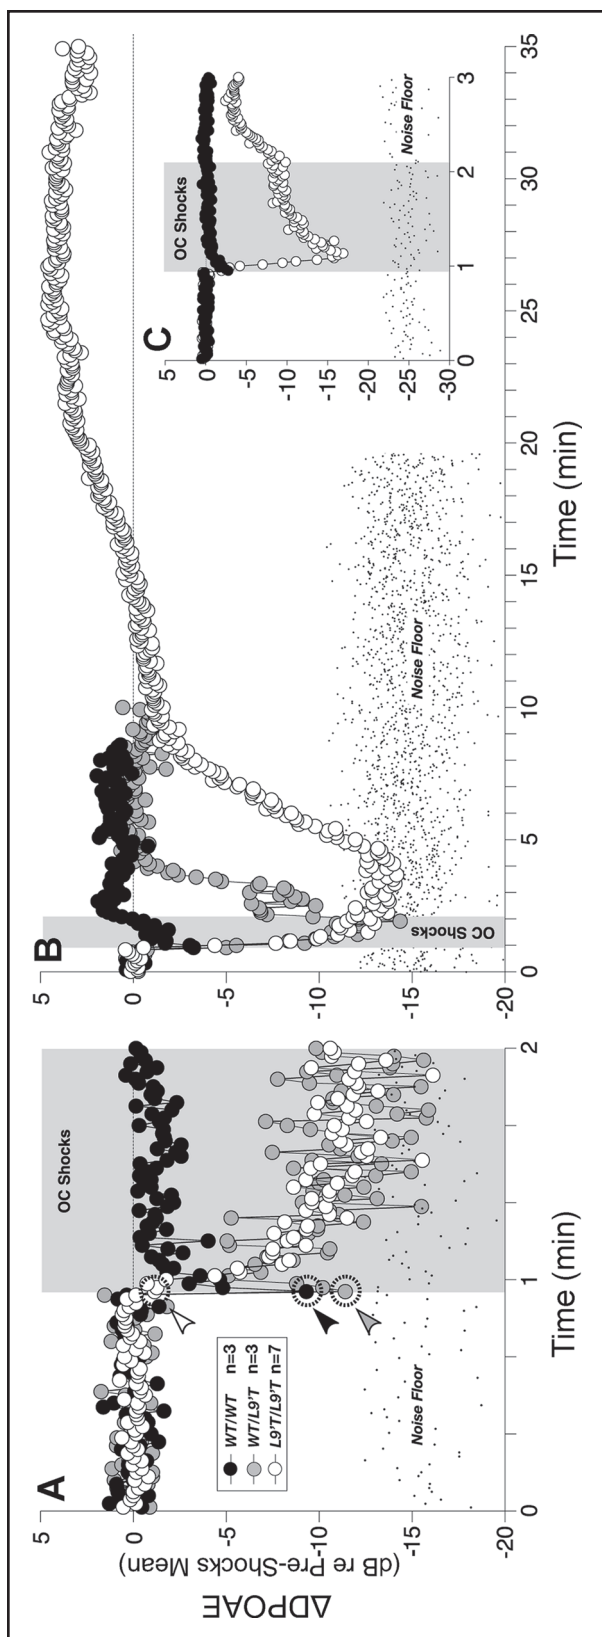 A
5
0
-5
-10
-15
-20
ΔDPOAE
(dB re Pre-Shocks Mean)
OC Shocks
WT/WT n=3
WT/L9'T n=3
L9'T/L9'T n=7
Noise Floor
0
1
2
Time (min)
B
5
0
-5
-10
-15
-20
OC Shocks
Noise Floor
0
5
10
15
20
25
30
35
Time (min)
C
5
0
-5
-10
-15
-20
-25
-30
OC Shocks
Noise Floor
0
1
2
3